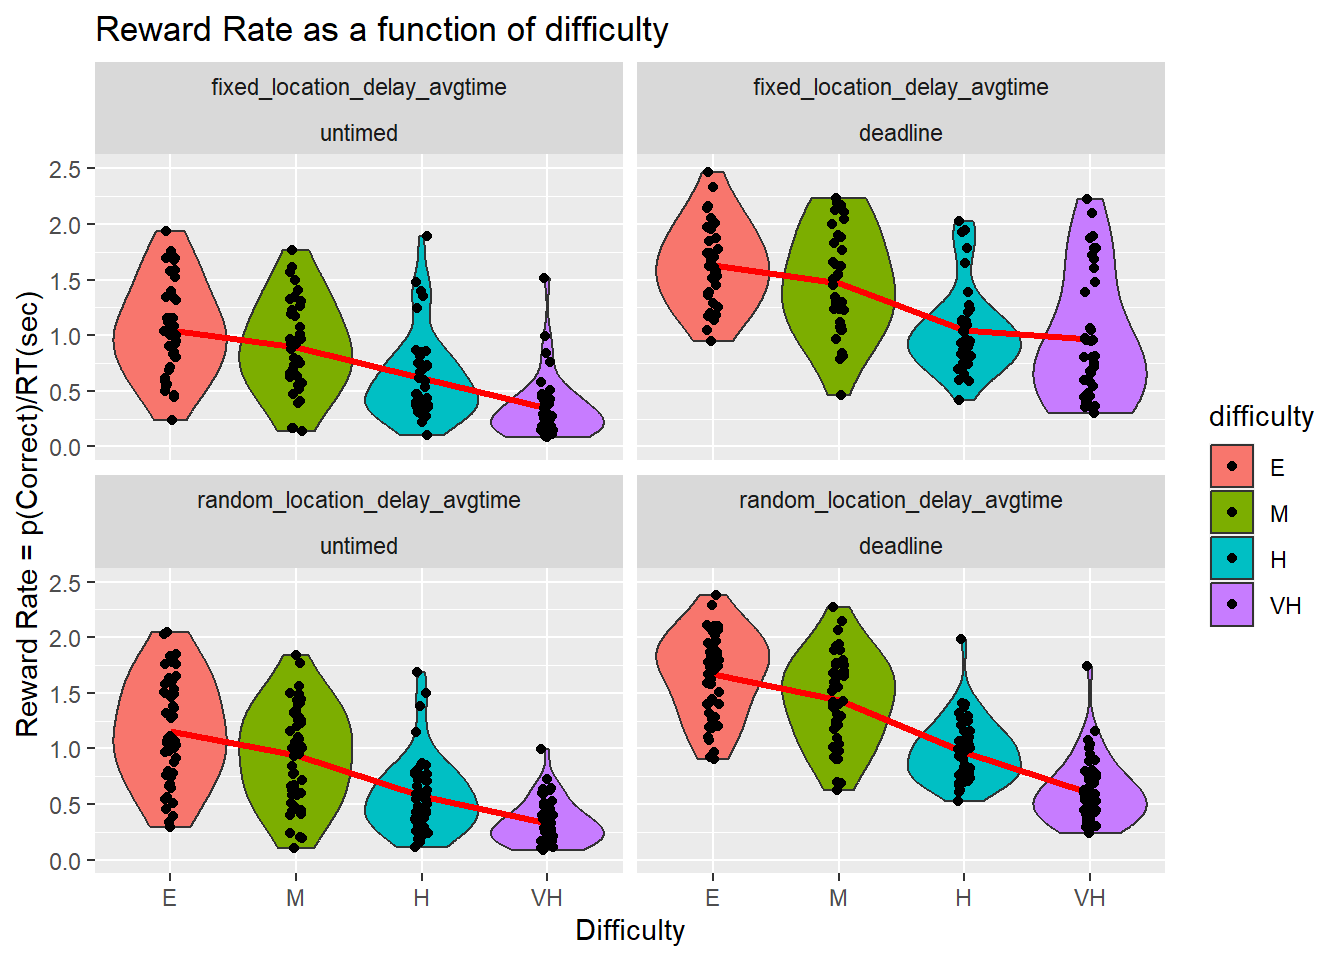 Reward Rate as a function of difficulty
fixed_location_delay_avgtime
untimed
fixed_location_delay_avgtime
deadline
2.5
2.0
1.5
1.0
0.5
0.0
random_location_delay_avgtime
untimed
random_location_delay_avgtime
deadline
2.5
2.0
1.5
1.0
0.5
0.0
Reward Rate = p(Correct)/RT(sec)
E M H VH
E M H VH
Difficulty
difficulty
E
M
H
VH